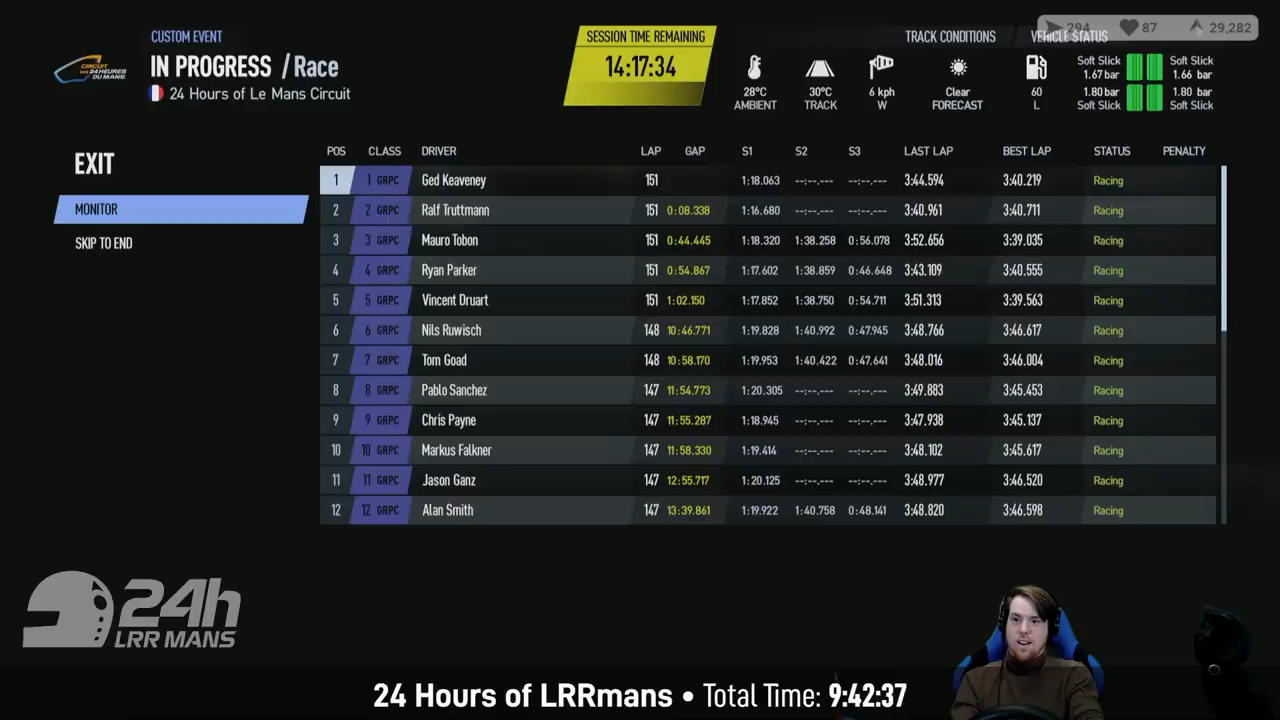 294 87 29,282
CUSTOM EVENT
IN PROGRESS / Race
24 Hours of Le Mans Circuit
CIRCUIT
DES 24 HEURES
DU MANS
SESSION TIME REMAINING
14:17:34
TRACK CONDITIONS VEHICLE STATUS
28°C
AMBIENT
30°C
TRACK
6 kph
W
Clear
FORECAST
60
L
Soft Slick Soft Slick
1.67 bar 1.66 bar
1.80 bar 1.80 bar
Soft Slick Soft Slick
EXIT
MONITOR
SKIP TO END
POS CLASS DRIVER LAP GAP S1 S2 S3 LAST LAP BEST LAP STATUS PENALTY
1 1 GRPC Ged Keaveney 151 1:18.063 --:--.--- --:--.--- 3:44.594 3:40.219 Racing
2 2 GRPC Ralf Truttmann 151 0:08.338 1:16.680 --:--.--- --:--.--- 3:40.961 3:40.711 Racing
3 3 GRPC Mauro Tobon 151 0:44.445 1:18.320 1:38.258 0:56.078 3:52.656 3:39.035 Racing
4 4 GRPC Ryan Parker 151 0:54.867 1:17.602 1:38.859 0:46.648 3:43.109 3:40.555 Racing
5 5 GRPC Vincent Druart 151 1:02.150 1:17.852 1:38.750 0:54.711 3:51.313 3:39.563 Racing
6 6 GRPC Nils Ruwisch 148 10:46.771 1:19.828 1:40.992 0:47.945 3:48.766 3:46.617 Racing
7 7 GRPC Tom Goad 148 10:58.170 1:19.953 1:40.422 0:47.641 3:48.016 3:46.004 Racing
8 8 GRPC Pablo Sanchez 147 11:54.773 1:20.305 --:--.--- --:--.--- 3:49.883 3:45.453 Racing
9 9 GRPC Chris Payne 147 11:55.287 1:18.945 --:--.--- --:--.--- 3:47.938 3:45.137 Racing
10 10 GRPC Markus Falkner 147 11:58.330 1:19.414 --:--.--- --:--.--- 3:48.102 3:45.617 Racing
11 11 GRPC Jason Ganz 147 12:55.717 1:20.125 --:--.--- --:--.--- 3:48.977 3:46.520 Racing
12 12 GRPC Alan Smith 147 13:39.861 1:19.922 1:40.758 0:48.141 3:48.820 3:46.598 Racing
24h
LRR MANS
24 Hours of LRRmans • Total Time: 9:42:37